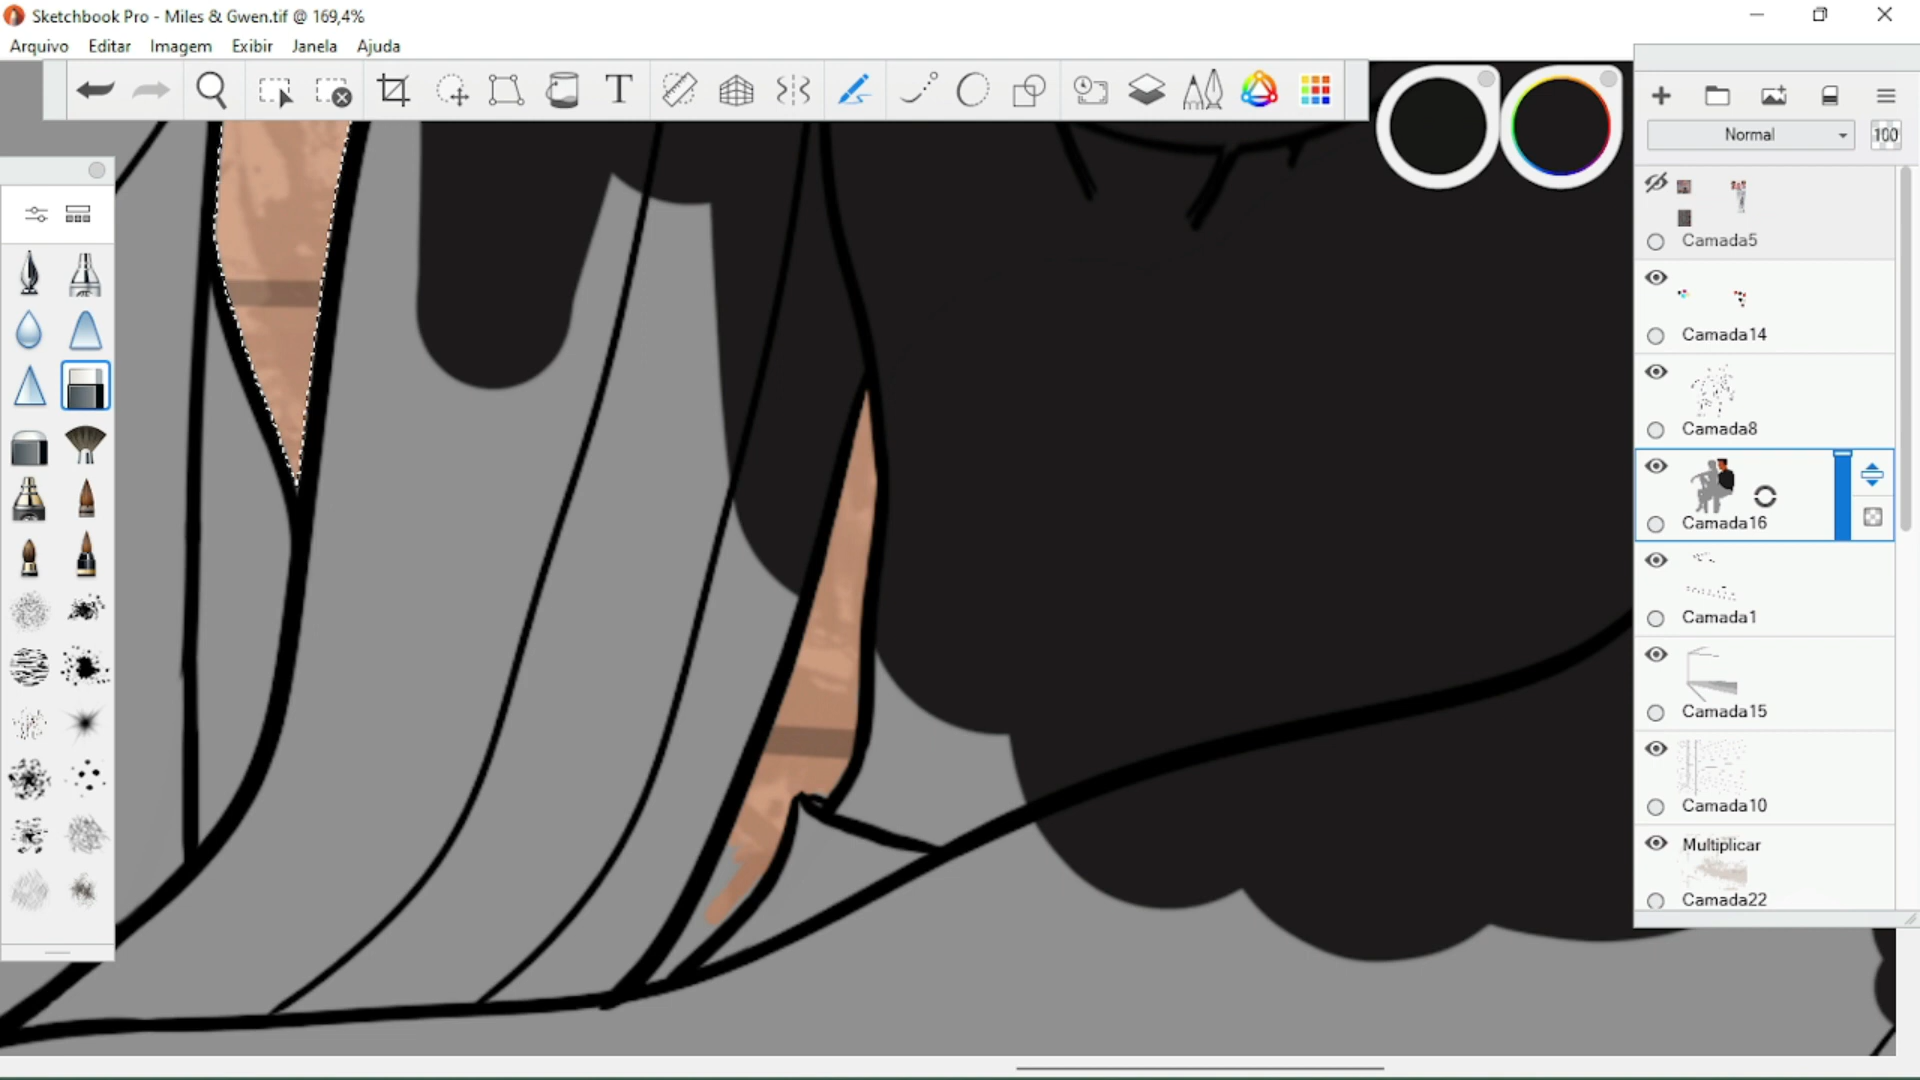 Sketchbook Pro - Miles & Gwen.tif @ 169,4%
Arquivo Editar Imagem Exibir Janela Ajuda
T
Normal 100
Camada5
Camada14
Camada8
Camada16
Camada1
Camada15
Camada10
Multiplicar
Camada22